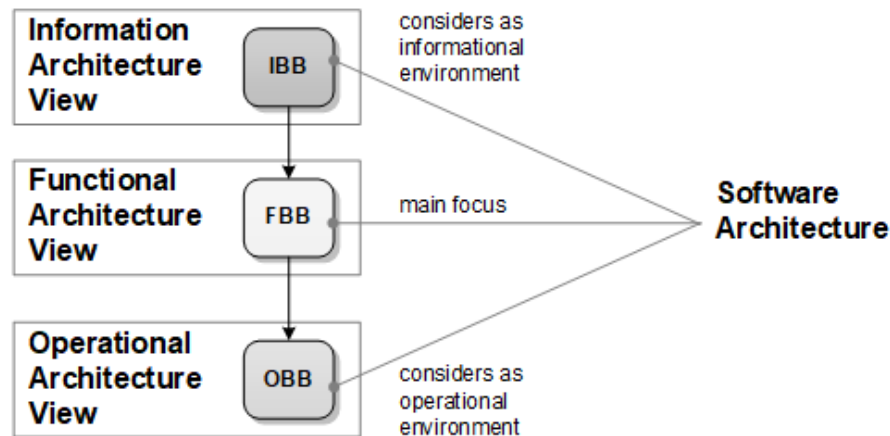 Information
Architecture
View
IBB
considers as
informational
environment
Functional
Architecture
View
FBB
main focus
Software
Architecture
Operational
Architecture
View
OBB
considers as
operational
environment